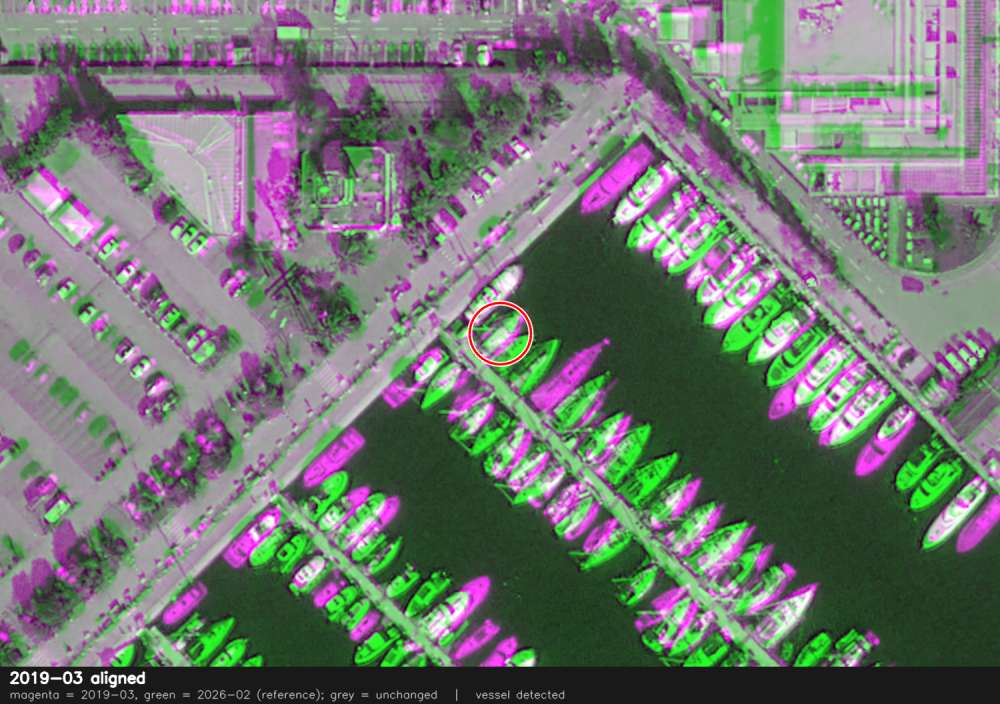 2019-03 aligned
magenta = 2019-03, green = 2026-02 (reference); grey = unchanged | vessel detected